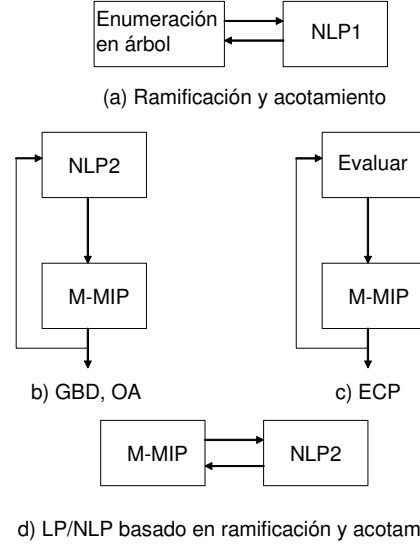 Enumeración
en árbol
NLP1
(a) Ramificación y acotamiento
NLP2
Evaluar
M-MIP
M-MIP
b) GBD, OA
c) ECP
M-MIP
NLP2
d) LP/NLP basado en ramificación y acotam